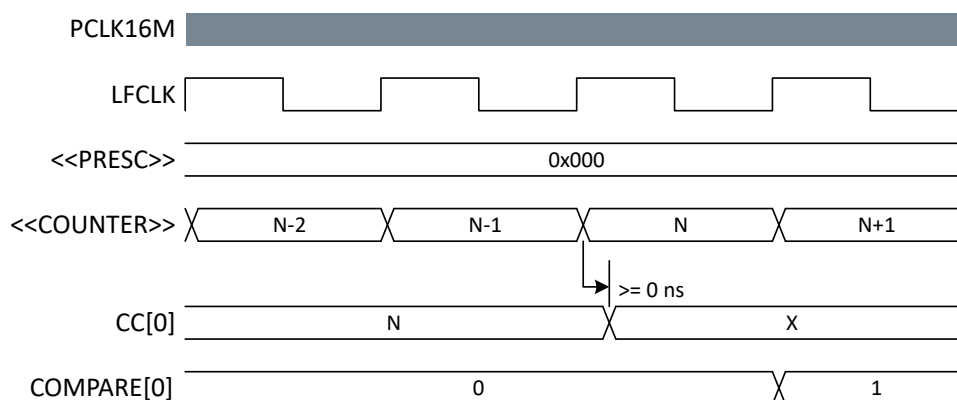 PCLK16M
LFCLK
<<PRESC>> 0x000
<<COUNTER>> N-2 N-1 N N+1
>= 0 ns
CC[0] N X
COMPARE[0] 0 1